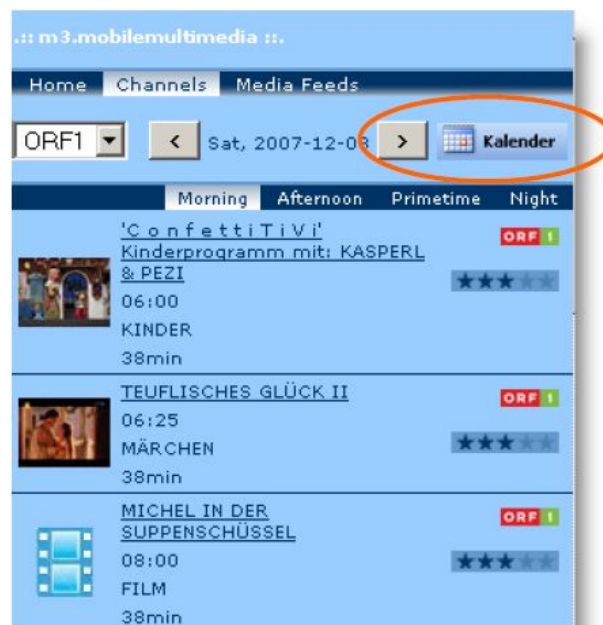 .:: m3.mobilemultimedia ::.
Home Channels Media Feeds
ORF1 < Sat, 2007-12-08 > Kalender
Morning Afternoon Primetime Night
'C o n f e t t i T i V i' ORF 1
Kinderprogramm mit: KASPERL
& PEZI
06:00
KINDER
38min
TEUFLISCHES GLÜCK II ORF 1
06:25
MÄRCHEN
38min
MICHEL IN DER ORF 1
SUPPENSCHÜSSEL
08:00
FILM
38min